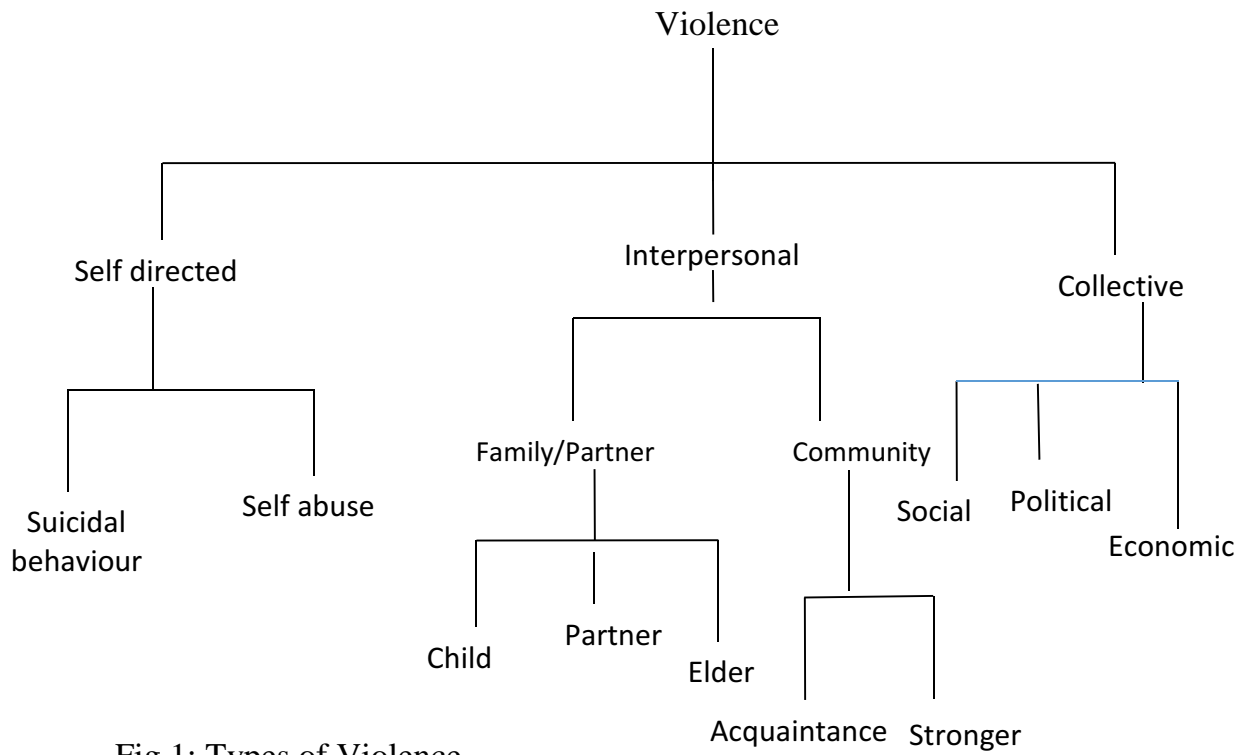 Violence
Self directed
Interpersonal
Collective
Suicidal
behaviour
Self abuse
Family/Partner
Community
Social
Political
Economic
Child
Partner
Elder
Acquaintance
Stronger
Fig 1: Types of Violence